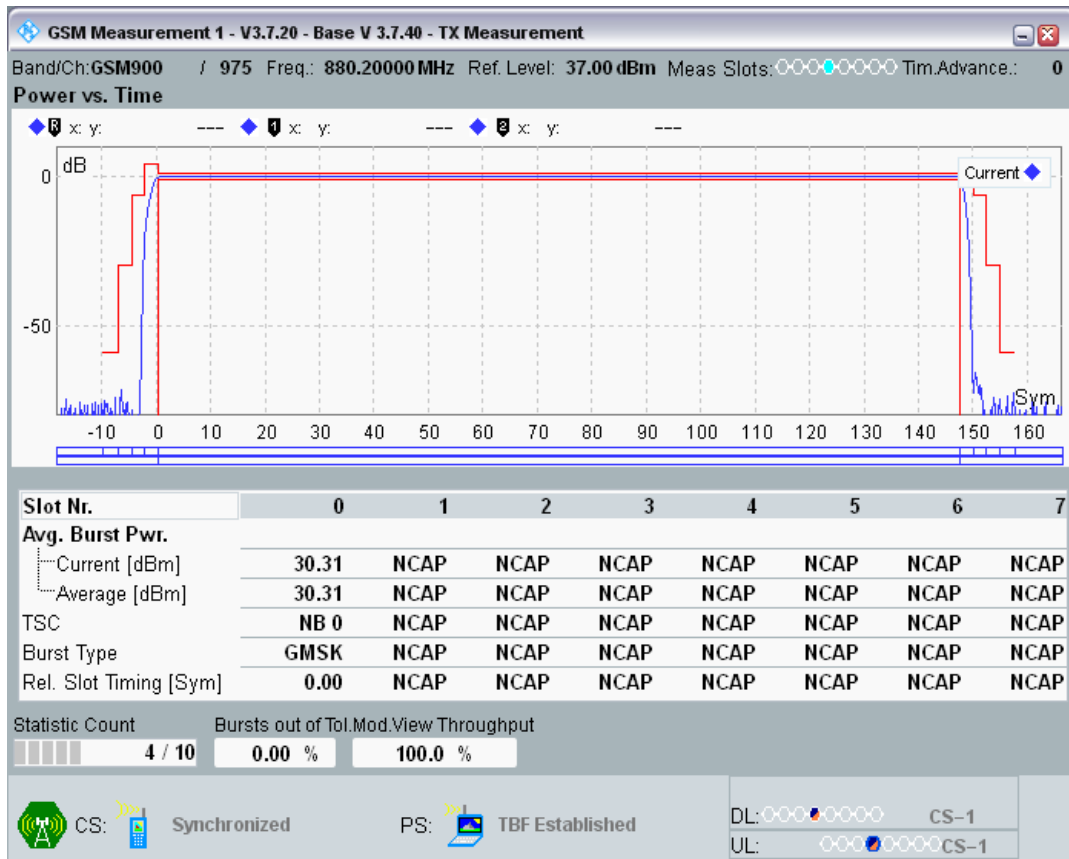 GSM Measurement 1 - V3.7.20 - Base V 3.7.40 - TX Measurement
Band/Ch:GSM900 / 975 Freq.: 880.20000 MHz Ref. Level: 37.00 dBm Meas Slots: Tim.Advance.: 0
Power vs. Time
R x: y: --- 1 x: y: --- 2 x: y: ---
dB
Current
0
-50
Sym
-10 0 10 20 30 40 50 60 70 80 90 100 110 120 130 140 150 160
Slot Nr. 0 1 2 3 4 5 6 7
Avg. Burst Pwr.
Current [dBm] 30.31 NCAP NCAP NCAP NCAP NCAP NCAP NCAP
Average [dBm] 30.31 NCAP NCAP NCAP NCAP NCAP NCAP NCAP
TSC NB 0 NCAP NCAP NCAP NCAP NCAP NCAP NCAP
Burst Type GMSK NCAP NCAP NCAP NCAP NCAP NCAP NCAP
Rel. Slot Timing [Sym] 0.00 NCAP NCAP NCAP NCAP NCAP NCAP NCAP
Statistic Count Bursts out of Tol.Mod.View Throughput
4 / 10 0.00 % 100.0 %
CS: Synchronized PS: TBF Established
DL: CS-1
UL: CS-1